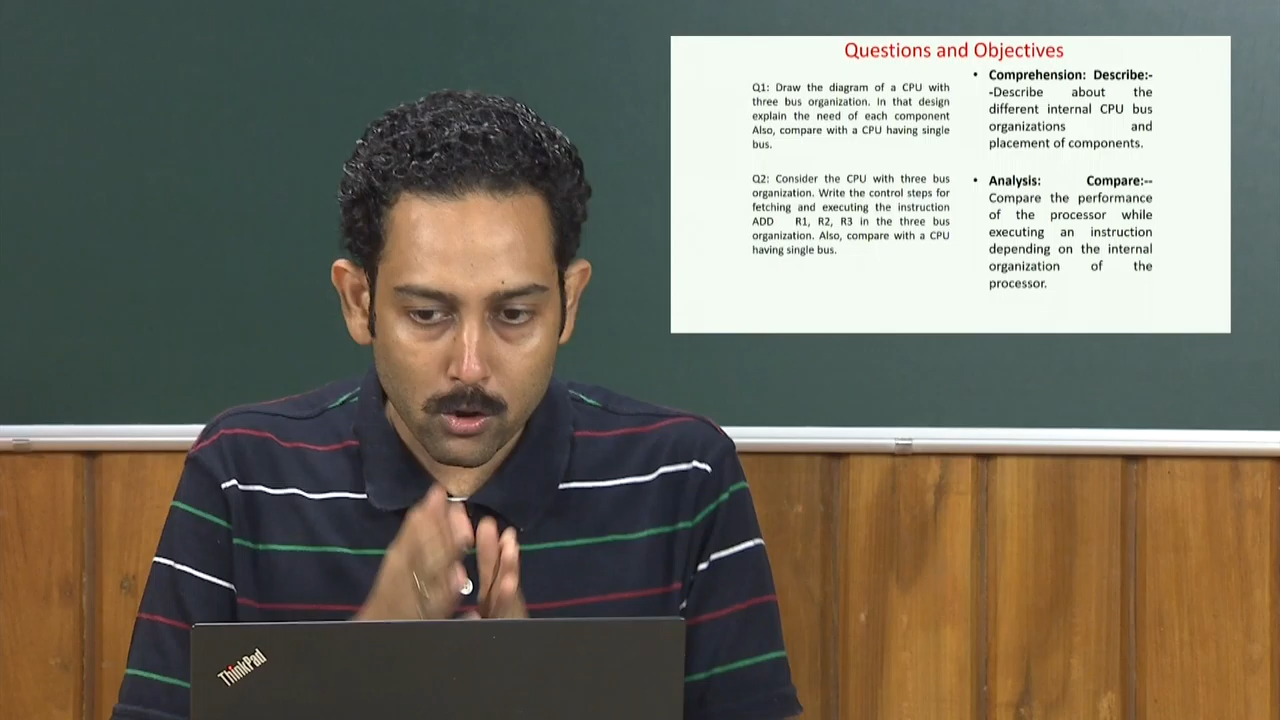 Questions and Objectives
Q1: Draw the diagram of a CPU with
three bus organization. In that design
explain the need of each component
Also, compare with a CPU having single
bus.
Q2: Consider the CPU with three bus
organization. Write the control steps for
fetching and executing the instruction
ADD R1, R2, R3 in the three bus
organization. Also, compare with a CPU
having single bus.
• Comprehension: Describe:-
-Describe about the
different internal CPU bus
organizations and
placement of components.
• Analysis: Compare:--
Compare the performance
of the processor while
executing an instruction
depending on the internal
organization of the
processor.
ThinkPad